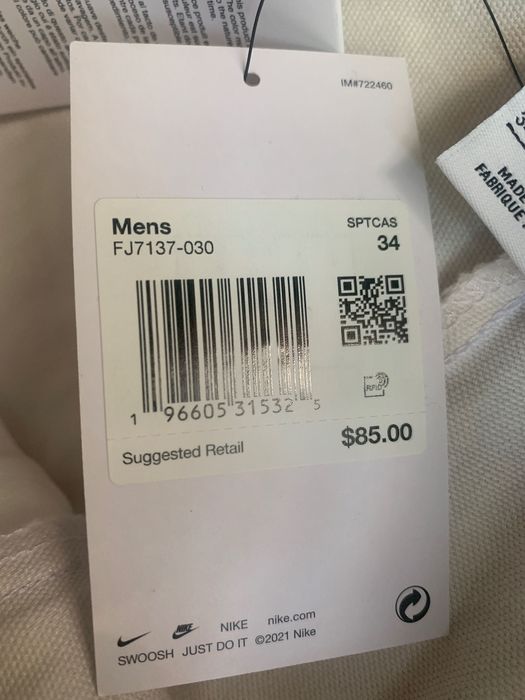 IM#722460
Mens
SPTCAS
FJ7137-030
34
RFID
1 96605 31532 5
Suggested Retail
$85.00
NIKE nike.com
SWOOSH JUST DO IT ©2021 Nike
MADE
FABRIQUE